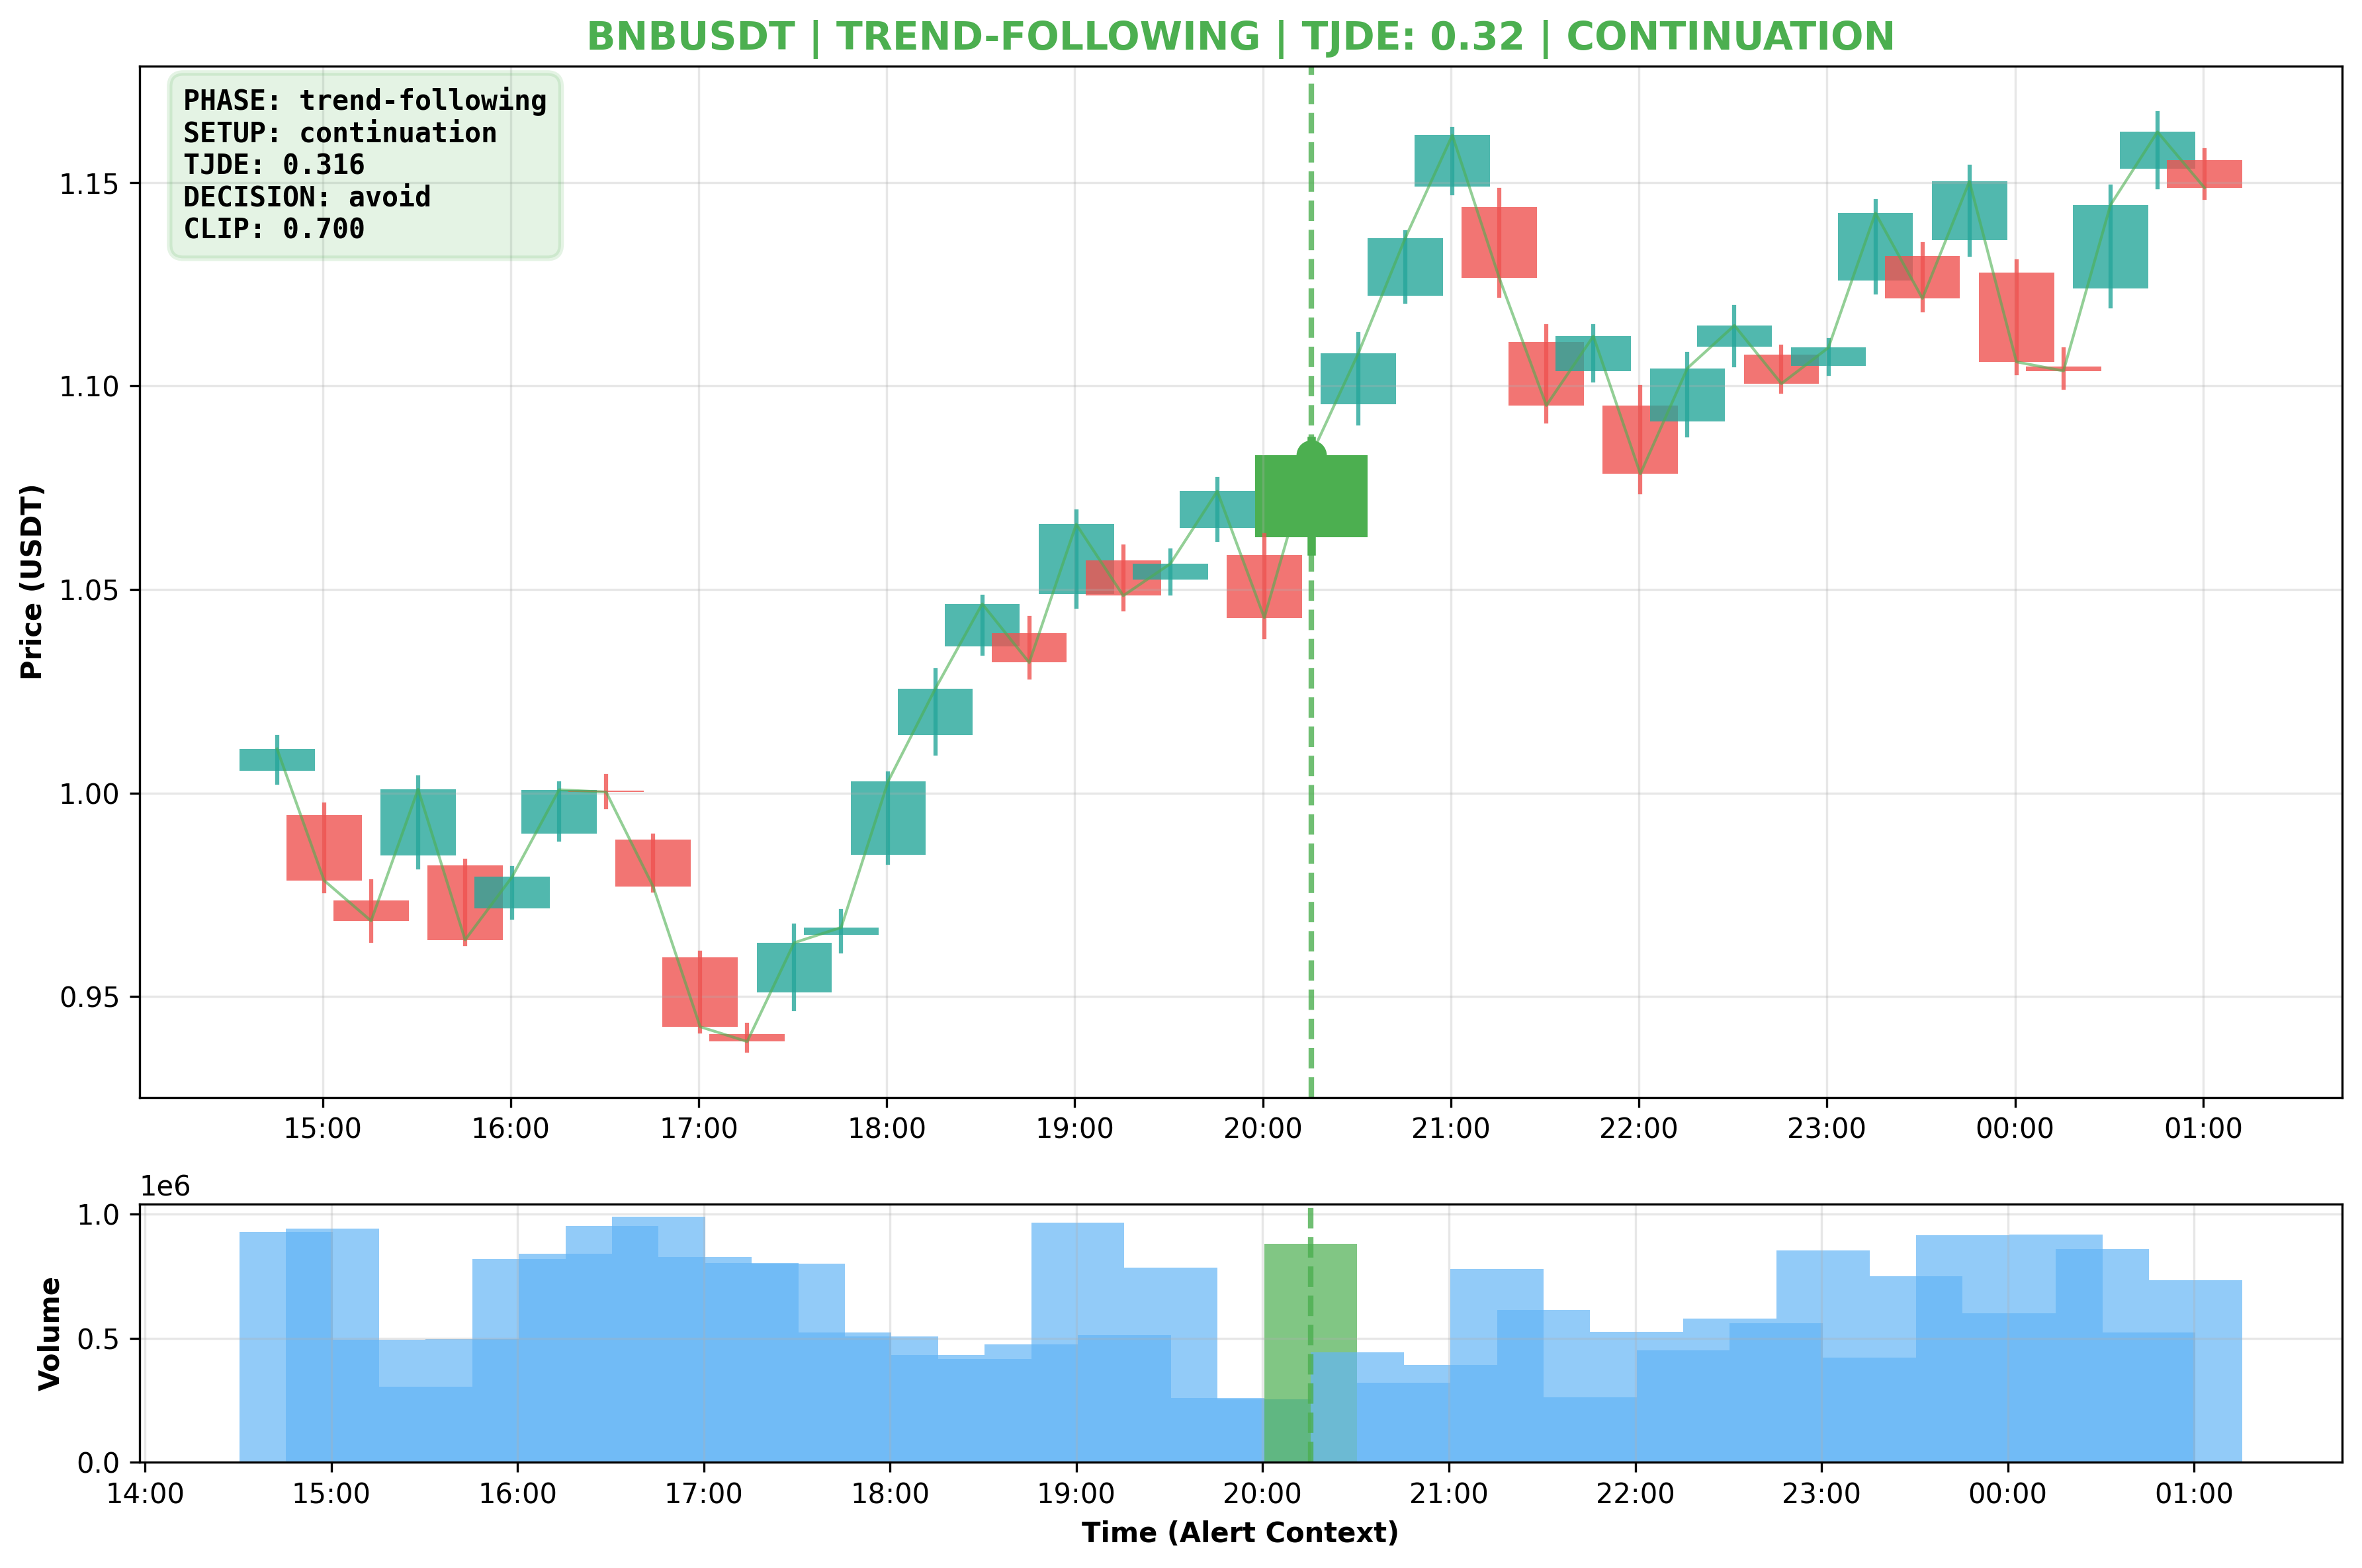 BNBUSDT | TREND-FOLLOWING | TJDE: 0.32 | CONTINUATION
PHASE: trend-following
SETUP: continuation
TJDE: 0.316
DECISION: avoid
CLIP: 0.700
Price (USDT)
1.15
1.10
1.05
1.00
0.95
15:00 16:00 17:00 18:00 19:00 20:00 21:00 22:00 23:00 00:00 01:00
1e6
Volume
1.0
0.5
0.0
14:00 15:00 16:00 17:00 18:00 19:00 20:00 21:00 22:00 23:00 00:00 01:00
Time (Alert Context)